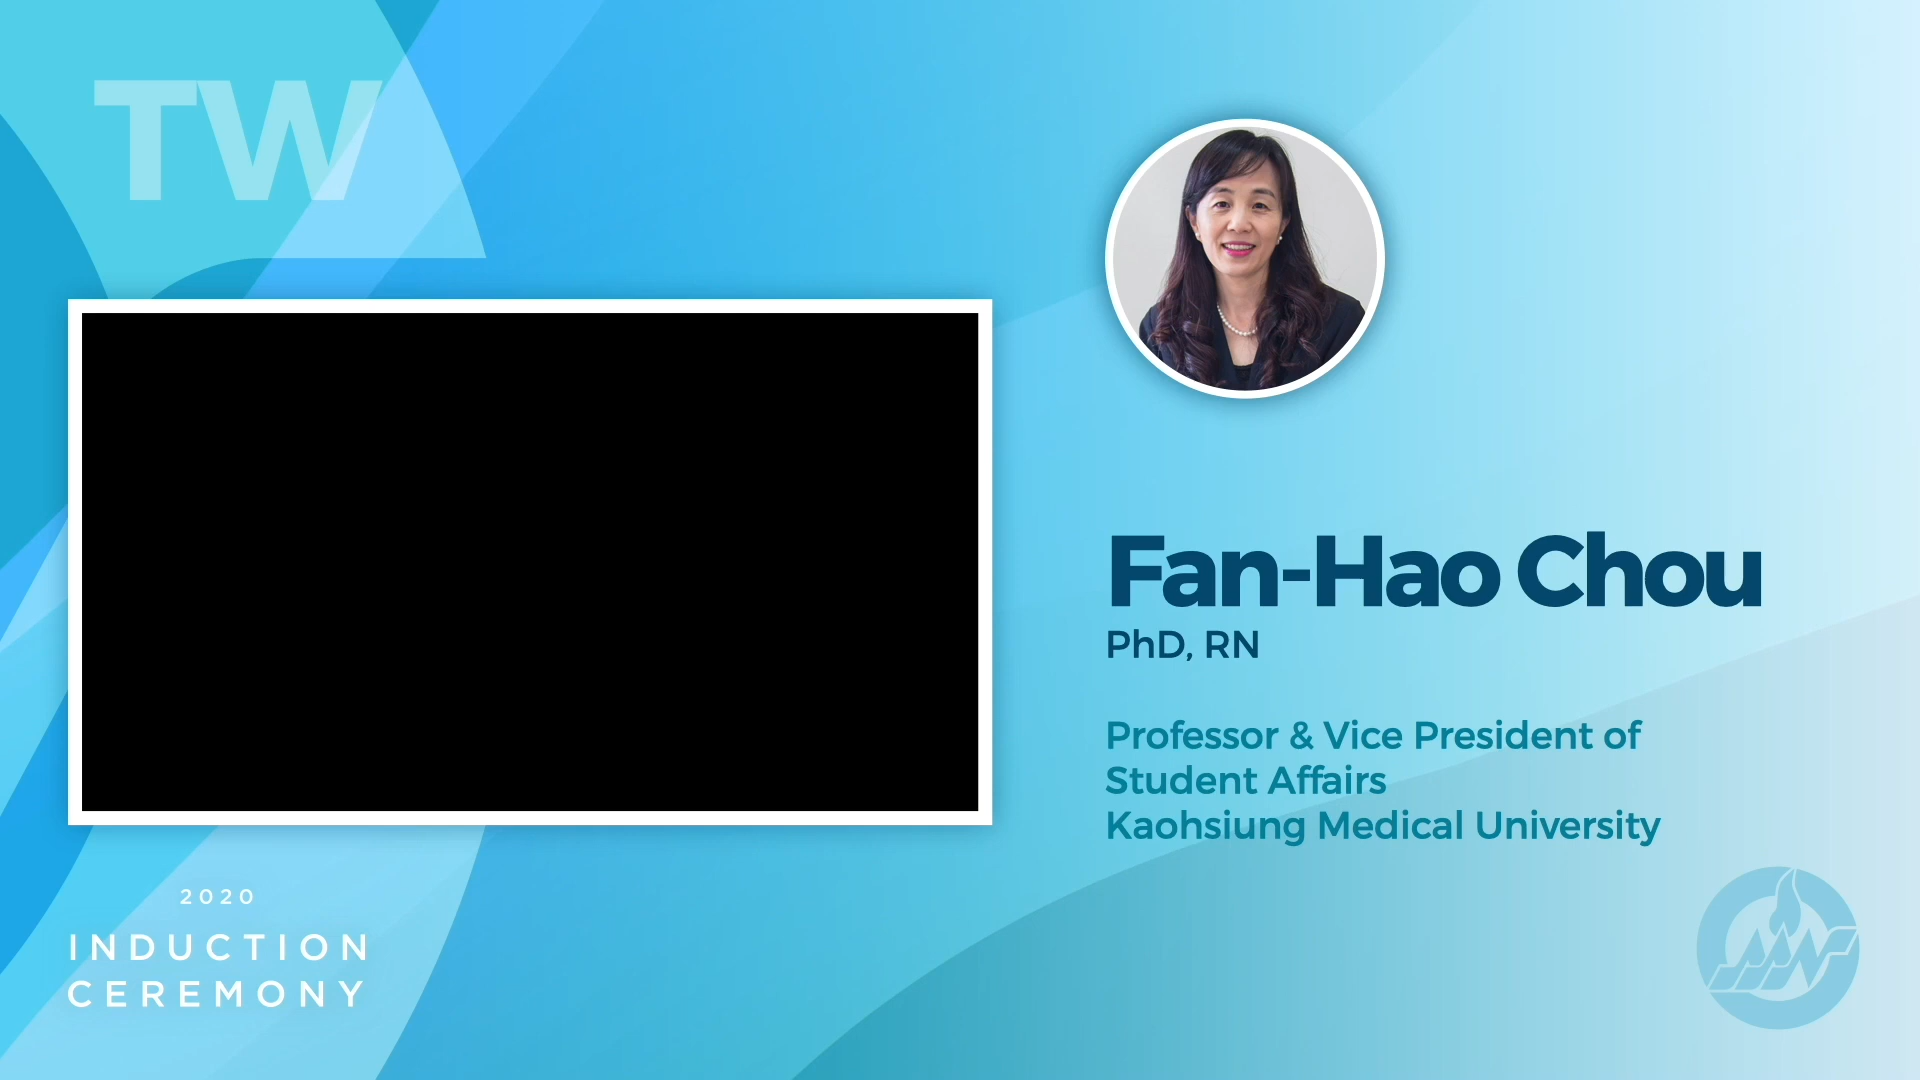 TW
Fan-Hao Chou
PhD, RN
Professor & Vice President of
Student Affairs
Kaohsiung Medical University
2020
INDUCTION
CEREMONY